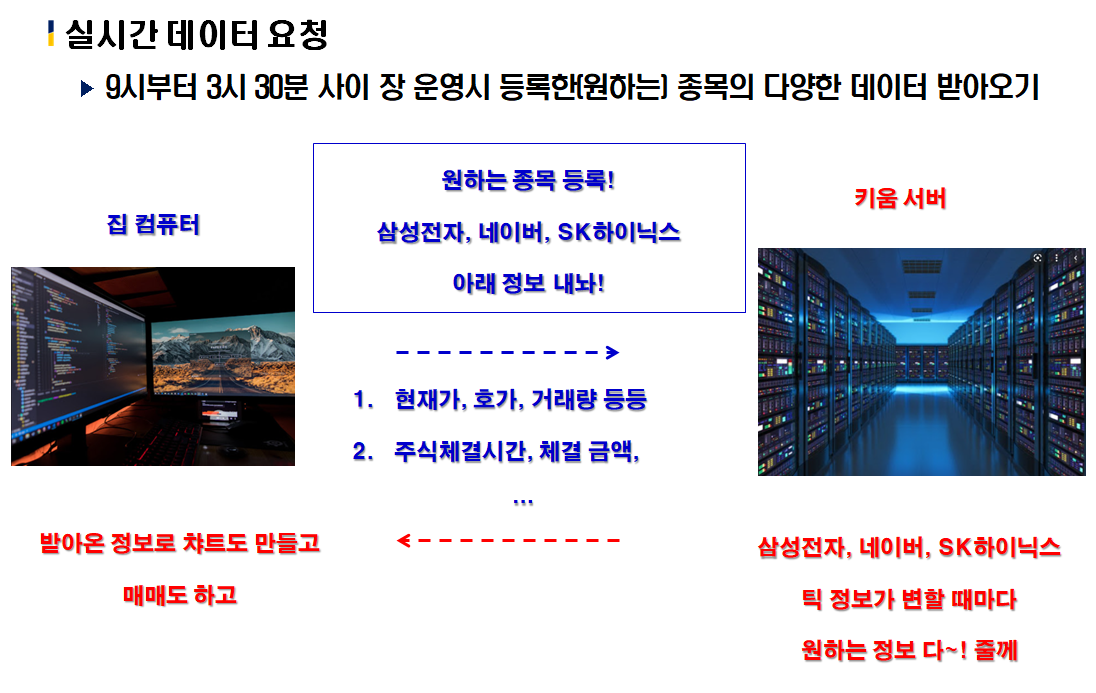 실시간 데이터 요청
9시부터 3시 30분 사이 장 운영시 등록한(원하는) 종목의 다양한 데이터 받아오기
원하는 종목 등록!
삼성전자, 네이버, SK하이닉스
아래 정보 내놔!
집 컴퓨터
키움 서버
1. 현재가, 호가, 거래량 등등
2. 주식체결시간, 체결 금액,
...
받아온 정보로 챠트도 만들고
매매도 하고
삼성전자, 네이버, SK하이닉스
틱 정보가 변할 때마다
원하는 정보 다~! 줄께